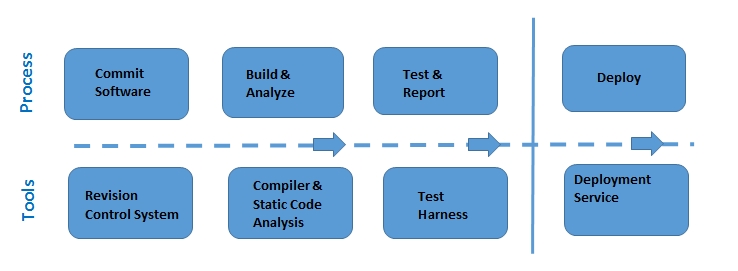 Process
Commit
Software
Build &
Analyze
Test &
Report
Deploy
Tools
Revision
Control System
Compiler &
Static Code
Analysis
Test
Harness
Deployment
Service